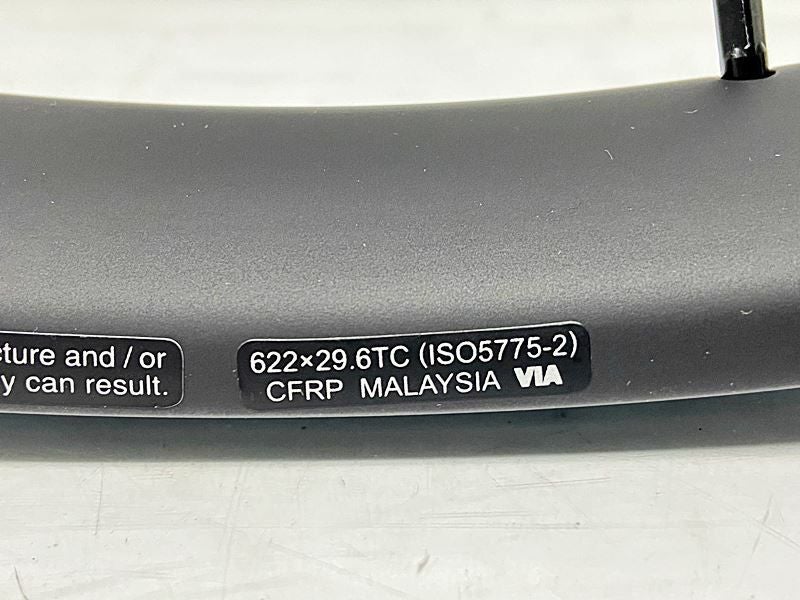 cture and / or
y can result.
622×29.6TC (ISO5775-2)
CFRP MALAYSIA VIA